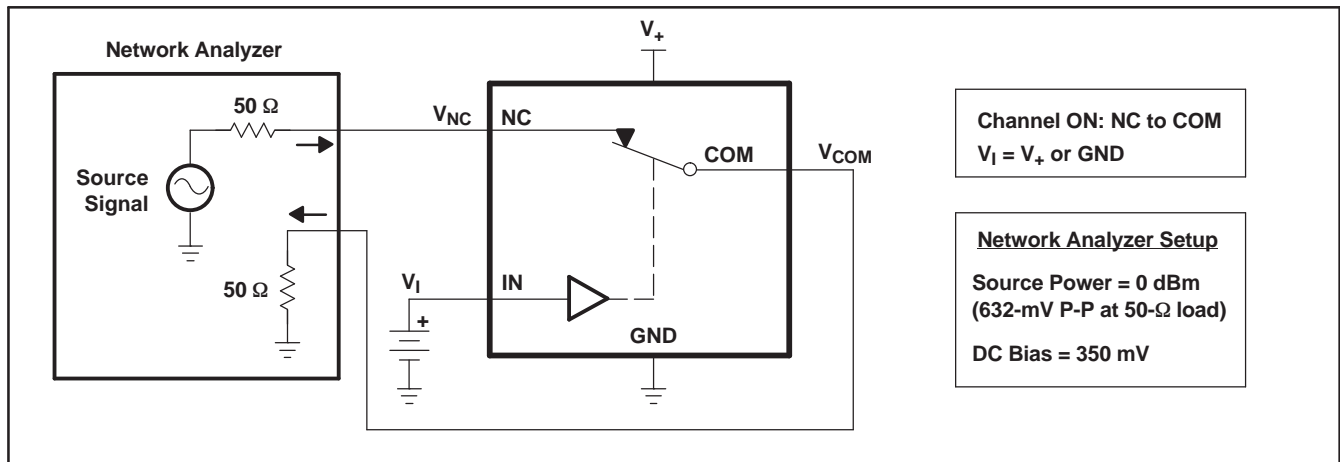 Network Analyzer
50 Ω
Source
Signal
50 Ω
V+
VNC
NC
COM
VCOM
VI
+
IN
GND
Channel ON: NC to COM
VI = V+ or GND
Network Analyzer Setup
Source Power = 0 dBm
(632-mV P-P at 50-Ω load)
DC Bias = 350 mV